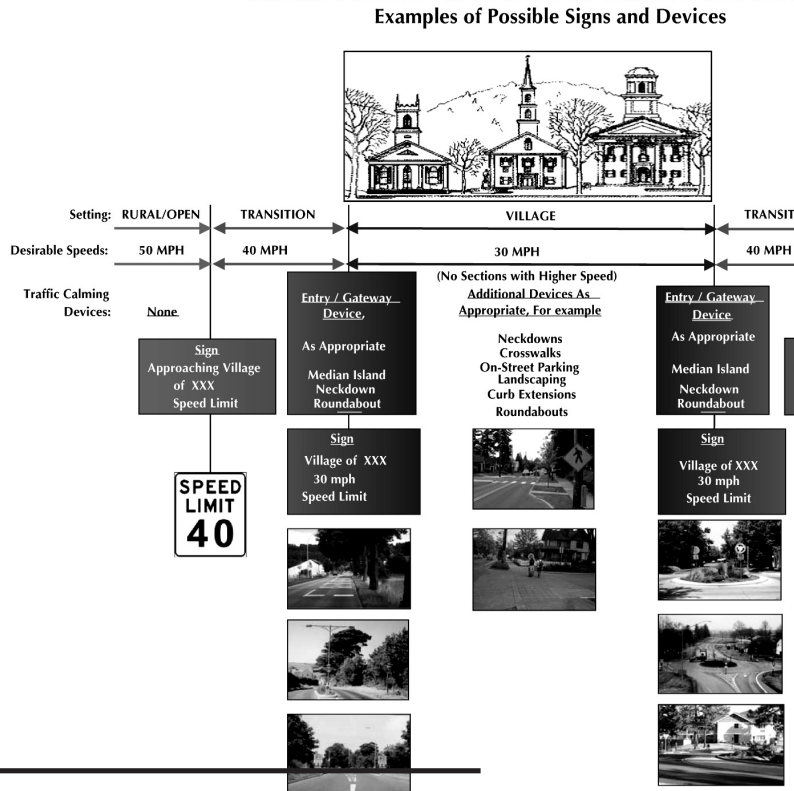 Examples of Possible Signs and Devices
Setting: RURAL/OPEN TRANSITION VILLAGE TRANSIT
Desirable Speeds: 50 MPH 40 MPH 30 MPH 40 MPH
(No Sections with Higher Speed)
Traffic Calming
Devices:
None
Sign
Approaching Village
of XXX
Speed Limit
SPEED
LIMIT
40
Entry / Gateway
Device,
As Appropriate
Median Island
Neckdown
Roundabout
Sign
Village of XXX
30 mph
Speed Limit
Additional Devices As
Appropriate, For example
Neckdowns
Crosswalks
On-Street Parking
Landscaping
Curb Extensions
Roundabouts
Entry / Gateway
Device
As Appropriate
Median Island
Neckdown
Roundabout
Sign
Village of XXX
30 mph
Speed Limit